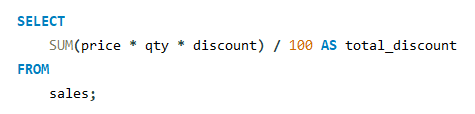 SELECT
SUM(price * qty * discount) / 100 AS total_discount
FROM
sales;